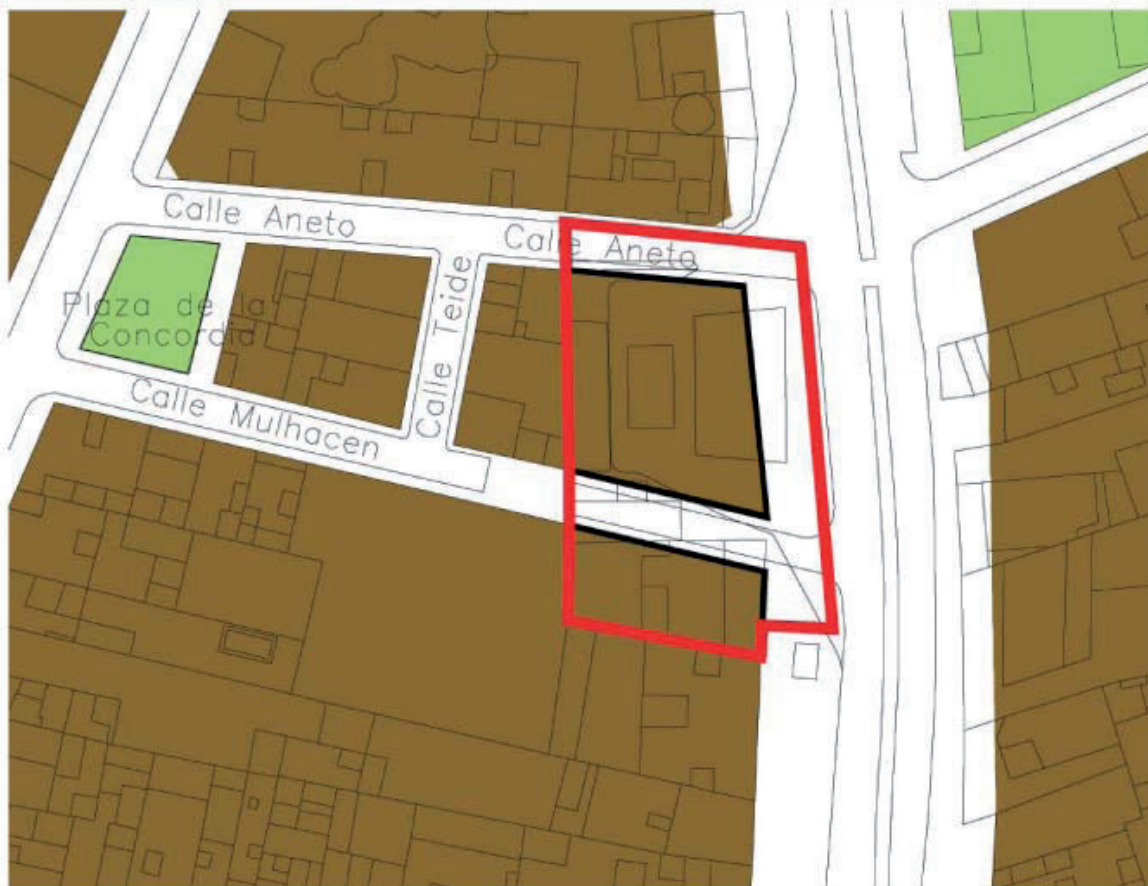 Calle Aneto
Calle Aneto
Calle Teide
Plaza de la
Concordia
Calle Mulhacen